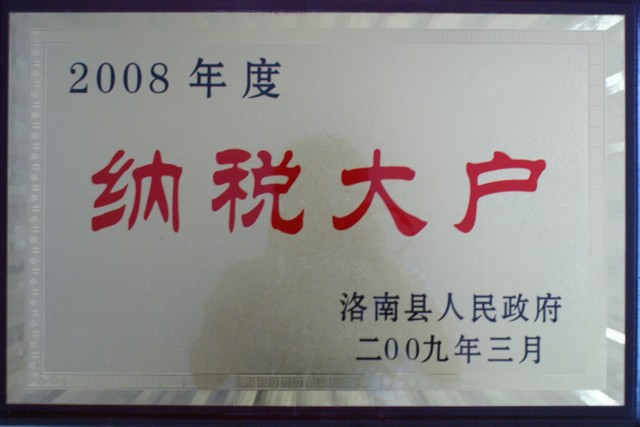 2008年度
纳税大户
洛南县人民政府
二00九年三月